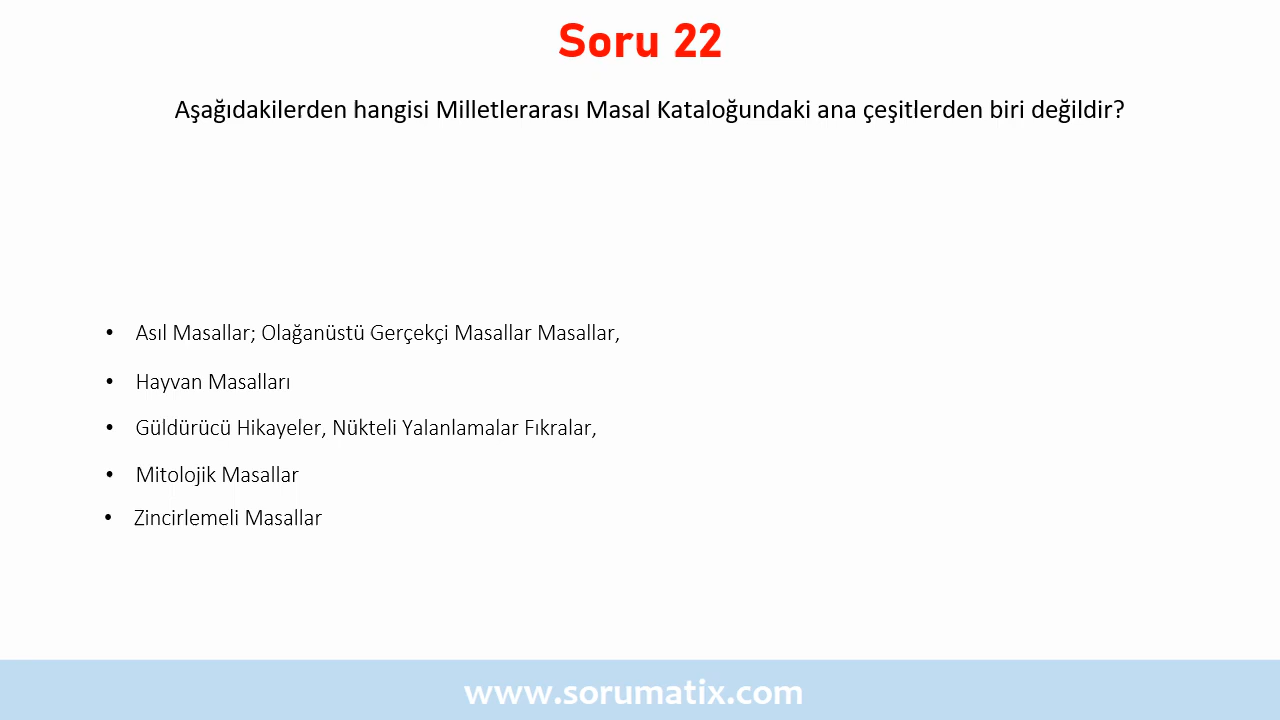 Soru 22
Aşağıdakilerden hangisi Milletlerarası Masal Kataloğundaki ana çeşitlerden biri değildir?
• Asıl Masallar; Olağanüstü Gerçekçi Masallar Masallar,
• Hayvan Masalları
• Güldürücü Hikayeler, Nükteli Yalanlamalar Fıkralar,
• Mitolojik Masallar
• Zincirlemeli Masallar
www.sorumatix.com